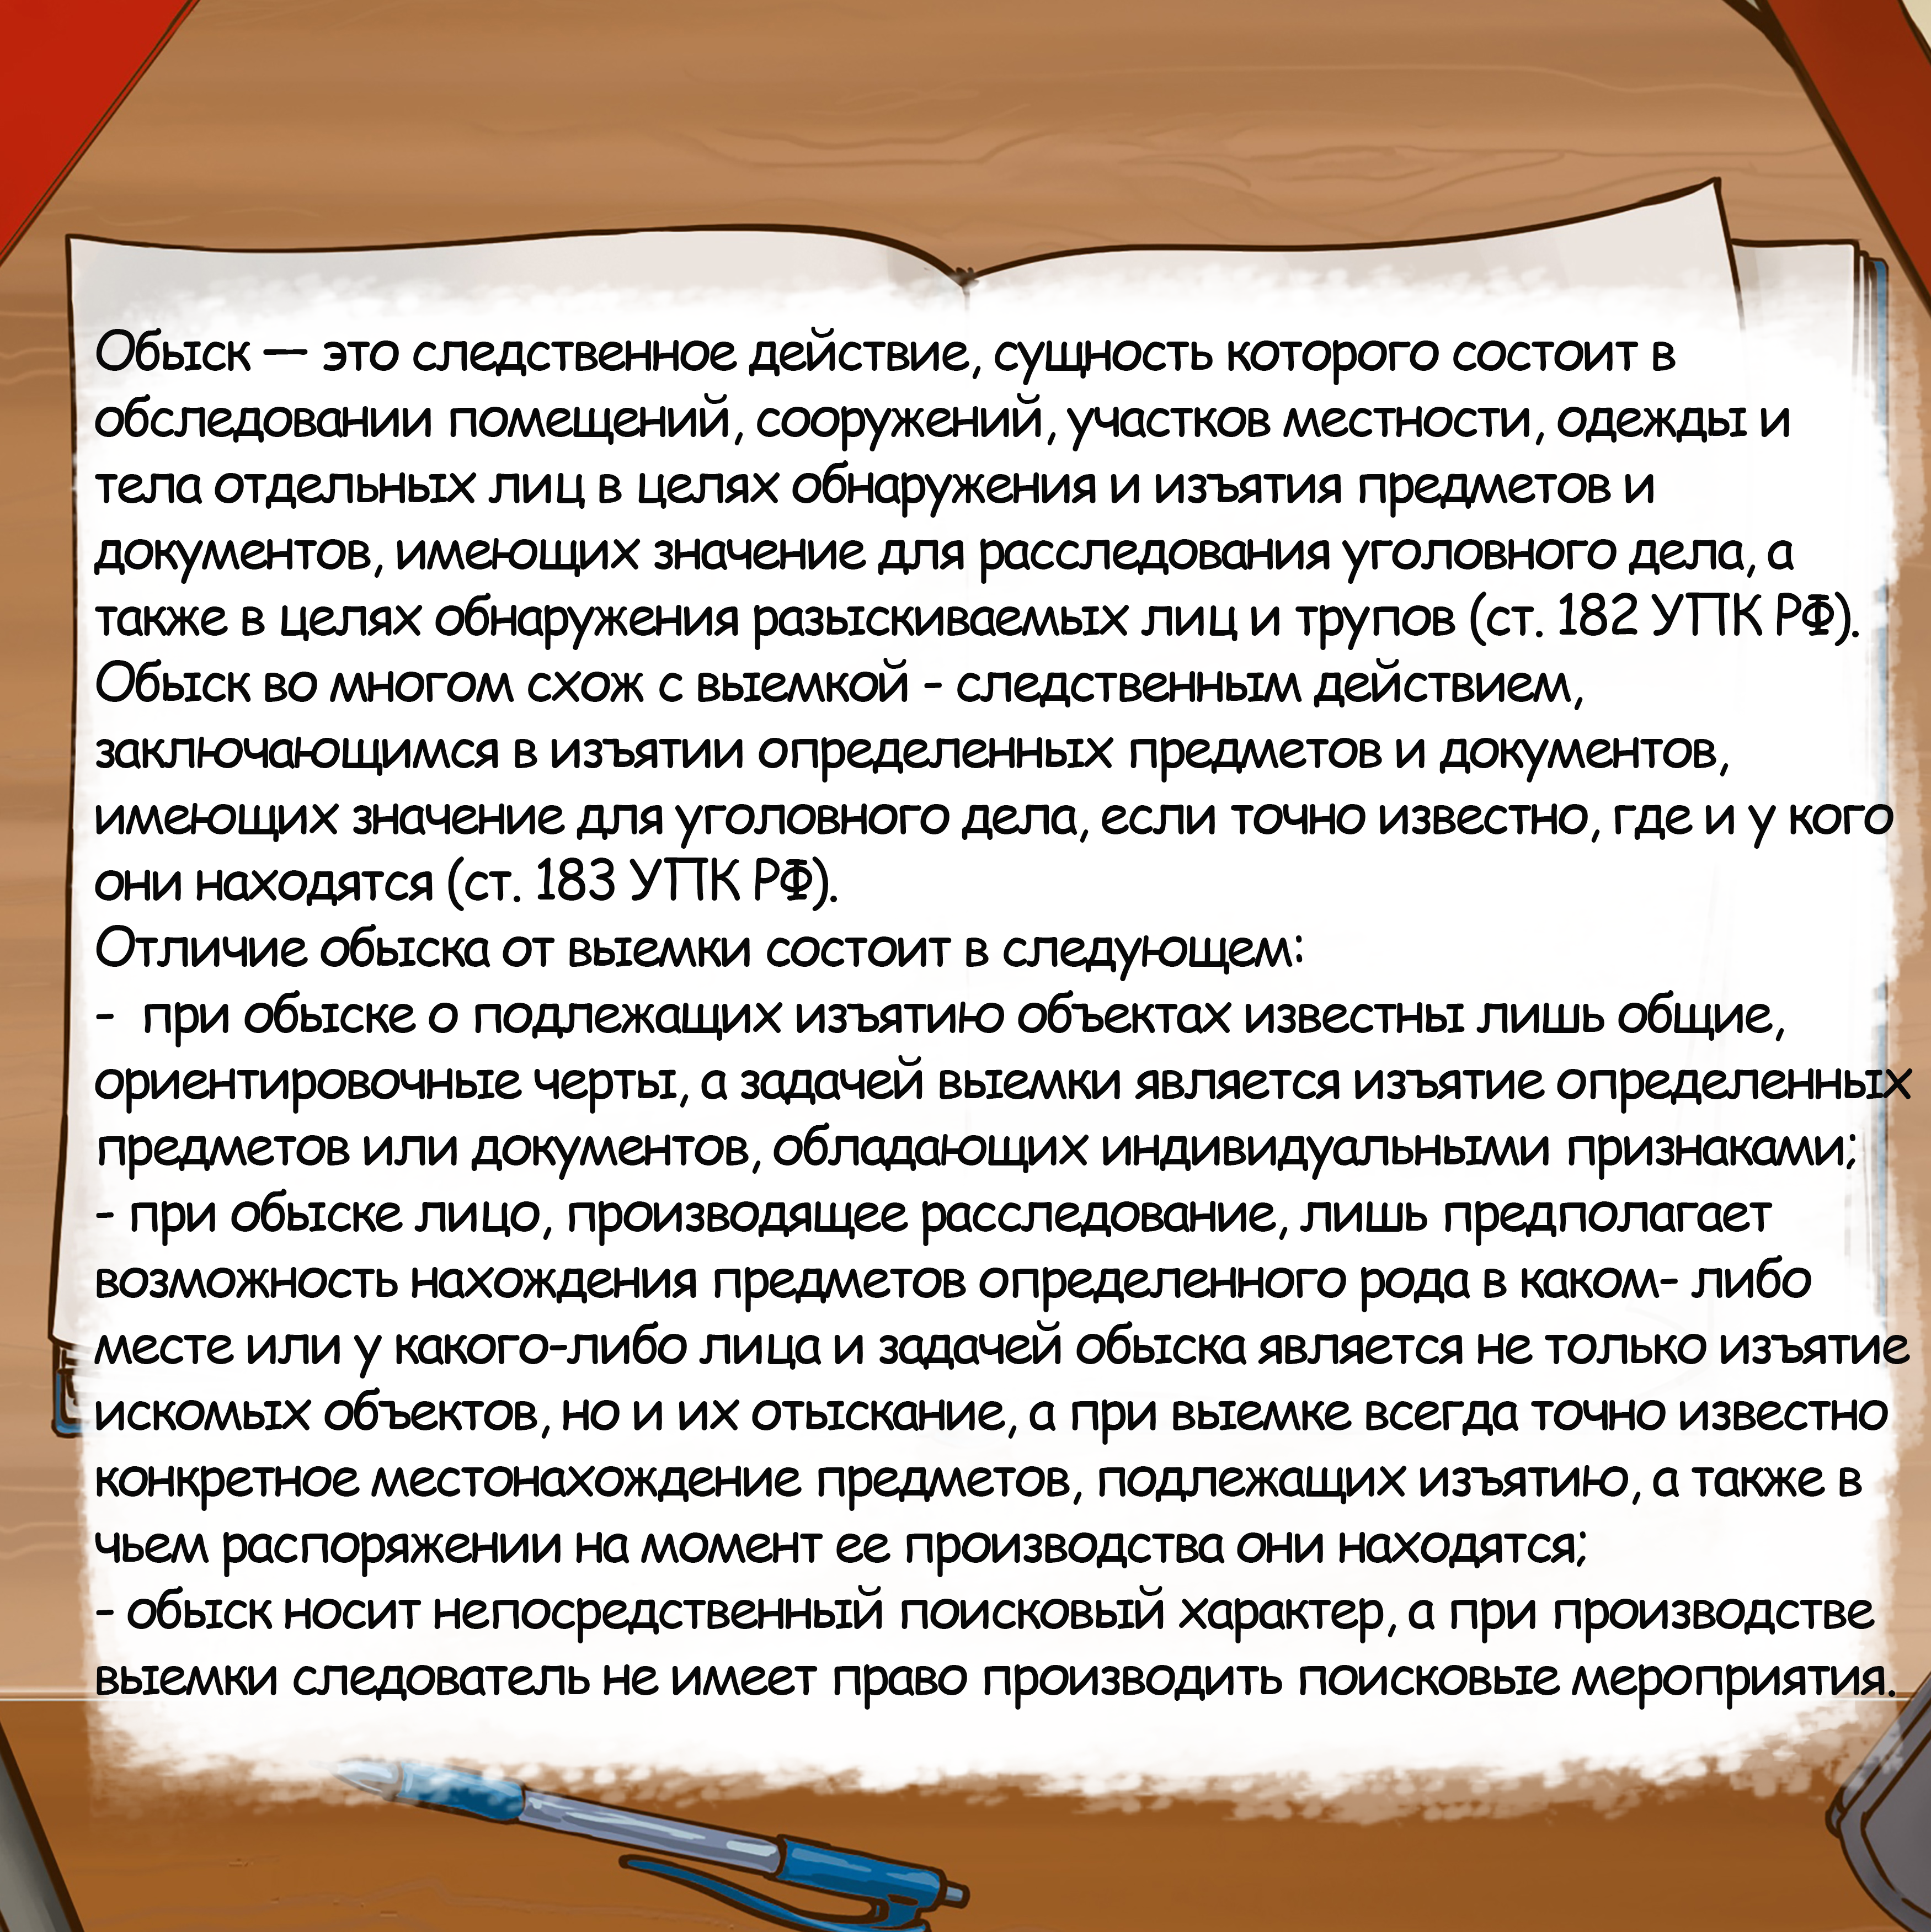 Обыск — это следственное действие, сущность которого состоит в
обследовании помещений, сооружений, участков местности, одежды и
тела отдельных лиц в целях обнаружения и изъятия предметов и
документов, имеющих значение для расследования уголовного дела, а
также в целях обнаружения разыскиваемых лиц и трупов (ст. 182 УПК РФ).
Обыск во многом схож с выемкой - следственным действием,
заключающимся в изъятии определенных предметов и документов,
имеющих значение для уголовного дела, если точно известно, где и у кого
они находятся (ст. 183 УПК РФ).
Отличие обыска от выемки состоит в следующем:
- при обыске о подлежащих изъятию объектах известны лишь общие,
ориентировочные черты, а задачей выемки является изъятие определенных
предметов или документов, обладающих индивидуальными признаками;
- при обыске лицо, производящее расследование, лишь предполагает
возможность нахождения предметов определенного рода в каком- либо
месте или у какого-либо лица и задачей обыска является не только изъятие
искомых объектов, но и их отыскание, а при выемке всегда точно известно
конкретное местонахождение предметов, подлежащих изъятию, а также в
чьем распоряжении на момент ее производства они находятся;
- обыск носит непосредственный поисковый характер, а при производстве
выемки следователь не имеет право производить поисковые мероприятия.